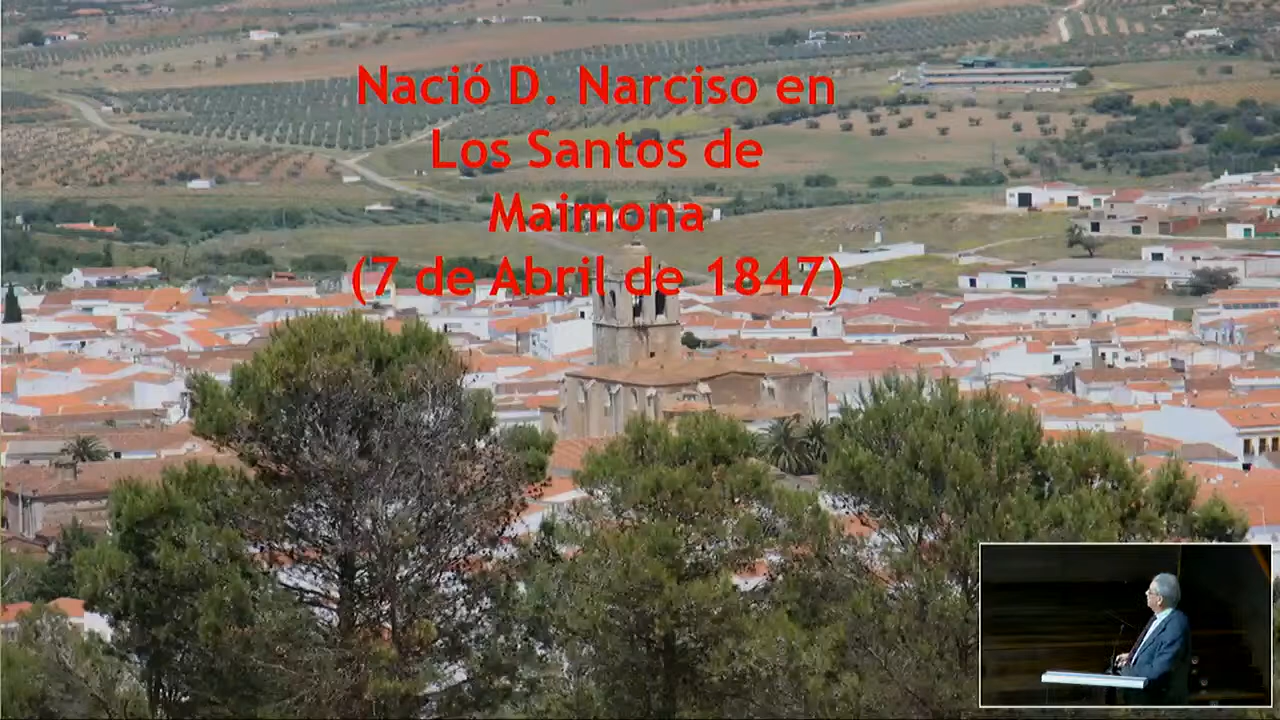 Nació D. Narciso en
Los Santos de
Maimona
(7 de Abril de 1847)